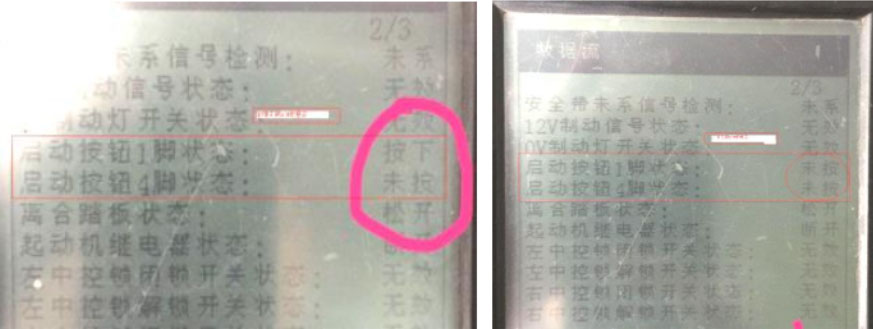 2/3
未系信号检测： 未系
动信号状态： 无效
制动灯开关状态： 无效
启动按钮1脚状态： 按下
启动按钮4脚状态： 未按
离合踏板状态： 松开
起动机继电器状态： 断开
左中控锁闭锁开关状态： 无效
左中控锁解锁开关状态： 无效
数据流
2/3
安全带未系信号检测： 未系
12V制动信号状态： 无效
0V制动灯开关状态： 无效
启动按钮1脚状态： 未按
启动按钮4脚状态： 未按
离合踏板状态： 松开
起动机继电器状态： 断开
左中控锁闭锁开关状态： 无效
左中控锁解锁开关状态： 无效
右中控锁闭锁开关状态： 无效
右中控锁解锁开关状态： 无效